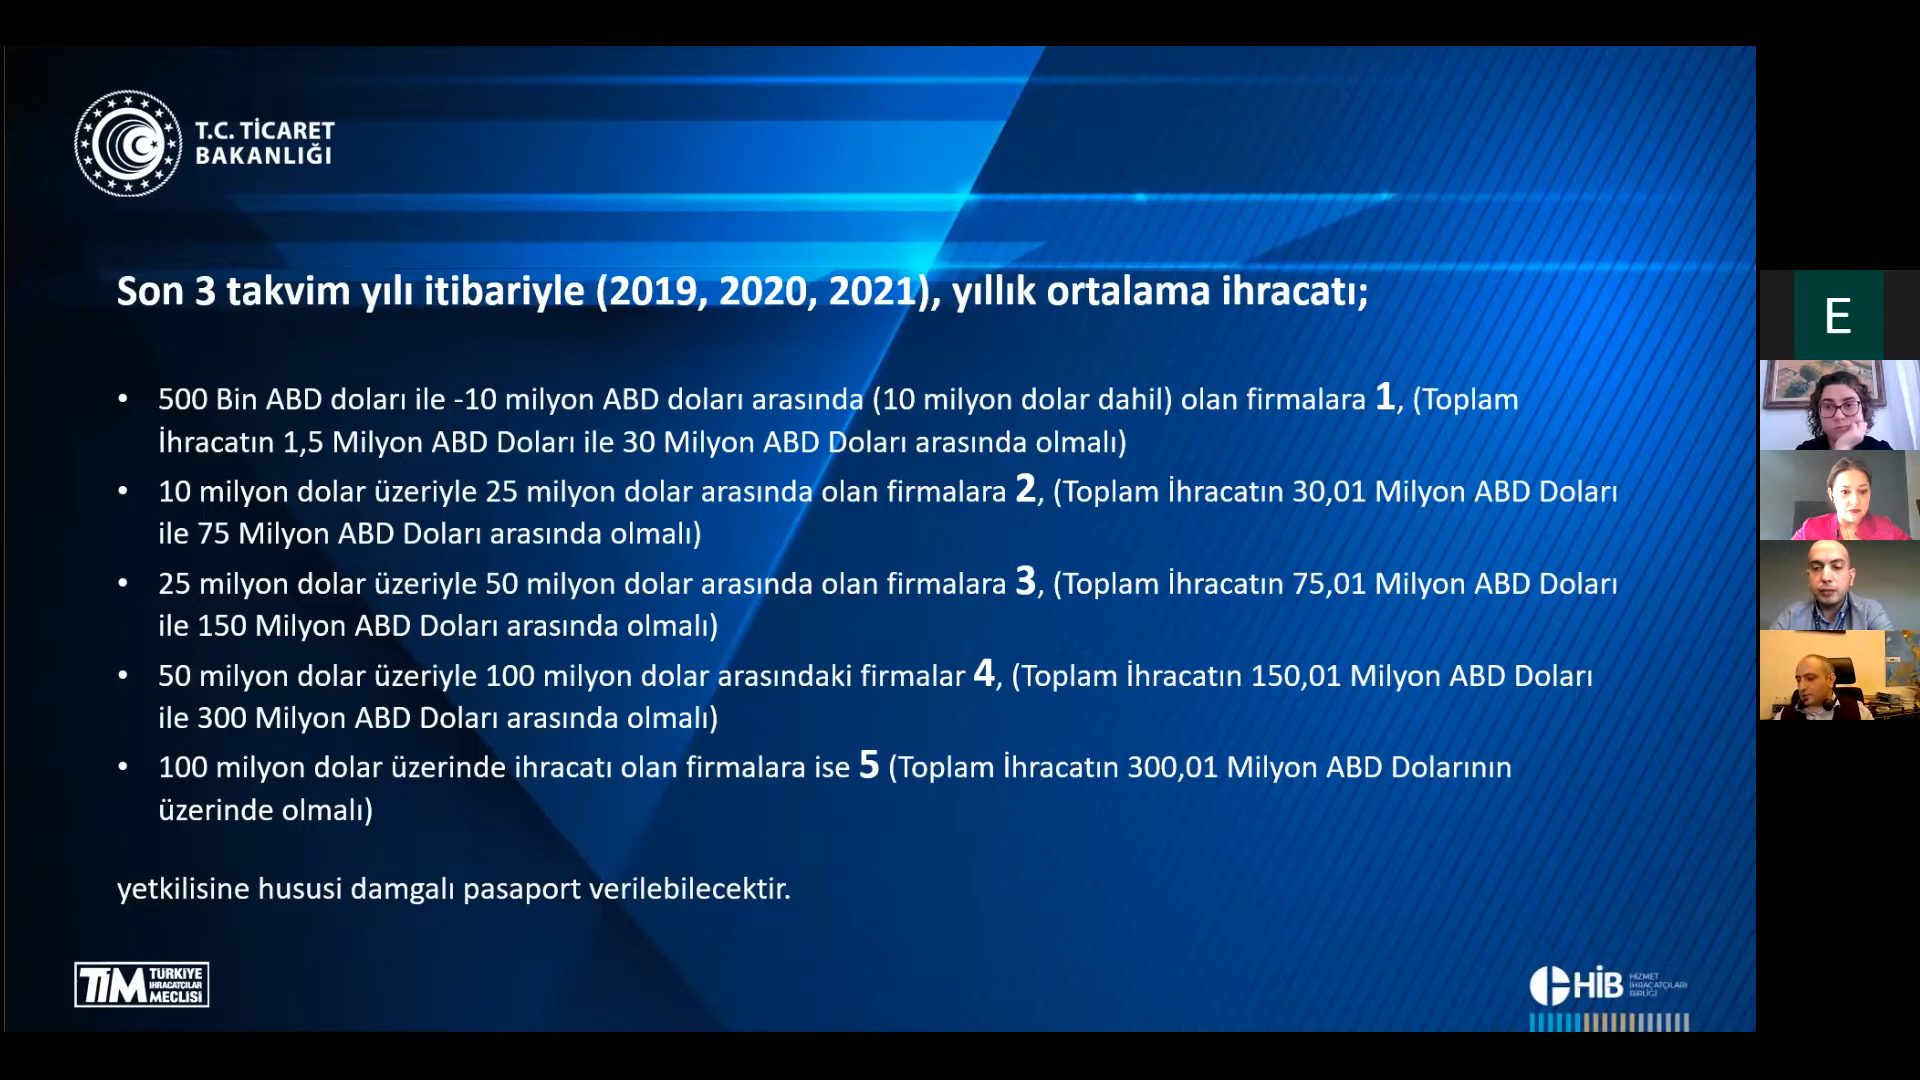 T.C. TİCARET
BAKANLIĞI
Son 3 takvim yılı itibariyle (2019, 2020, 2021), yıllık ortalama ihracatı;
• 500 Bin ABD doları ile -10 milyon ABD doları arasında (10 milyon dolar dahil) olan firmalara 1, (Toplam
İhracatın 1,5 Milyon ABD Doları ile 30 Milyon ABD Doları arasında olmalı)
• 10 milyon dolar üzeriyle 25 milyon dolar arasında olan firmalara 2, (Toplam İhracatın 30,01 Milyon ABD Doları
ile 75 Milyon ABD Doları arasında olmalı)
• 25 milyon dolar üzeriyle 50 milyon dolar arasında olan firmalara 3, (Toplam İhracatın 75,01 Milyon ABD Doları
ile 150 Milyon ABD Doları arasında olmalı)
• 50 milyon dolar üzeriyle 100 milyon dolar arasındaki firmalar 4, (Toplam İhracatın 150,01 Milyon ABD Doları
ile 300 Milyon ABD Doları arasında olmalı)
• 100 milyon dolar üzerinde ihracatı olan firmalara ise 5 (Toplam İhracatın 300,01 Milyon ABD Dolarının
üzerinde olmalı)
yetkilisine hususi damgalı pasaport verilebilecektir.
TİM TÜRKİYE
İHRACATÇILAR
MECLİSİ
HİB HİZMET
İHRACATÇILARI
BİRLİĞİ
E